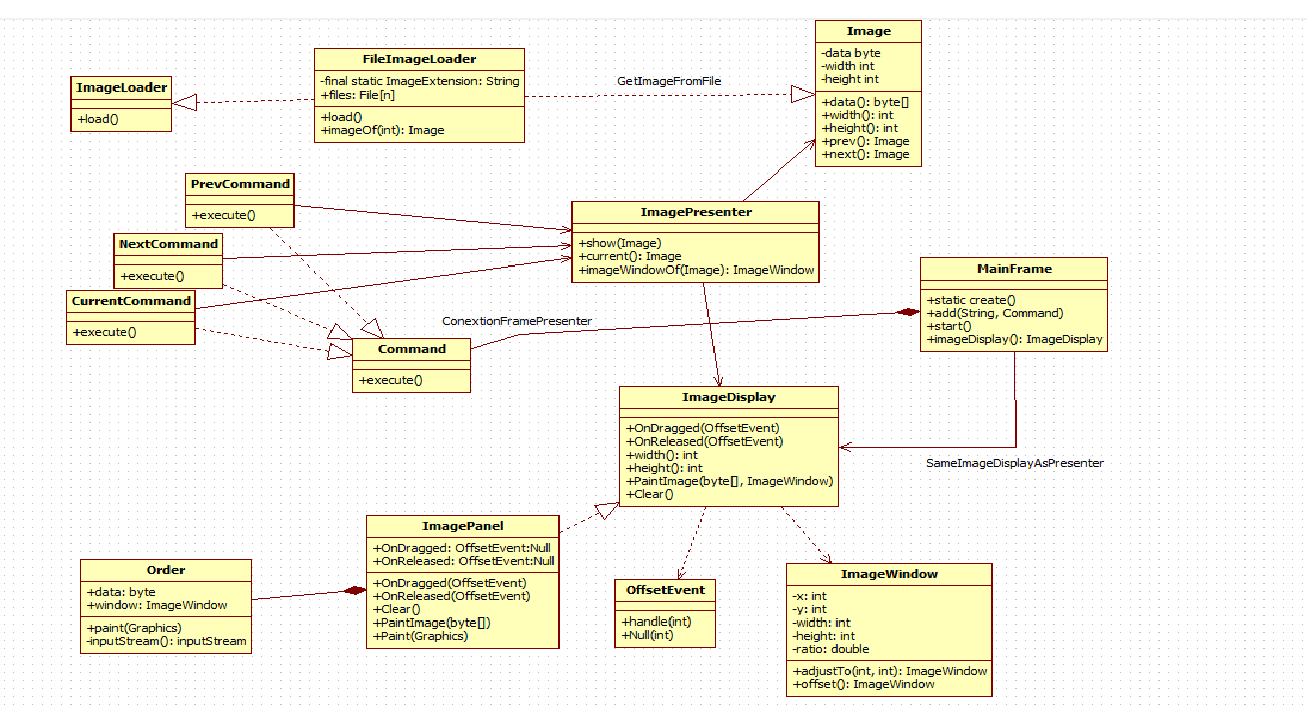 Image
-data byte
-width int
-height int
+data(): byte[]
+width(): int
+height(): int
+prev(): Image
+next(): Image
FileImageLoader
-final static ImageExtension: String
+files: File[n]
+load()
+imageOf(int): Image
GetImageFromFile
ImageLoader
+load()
PrevCommand
+execute()
NextCommand
+execute()
CurrentCommand
+execute()
ImagePresenter
+show(Image)
+current(): Image
+imageWindowOf(Image): ImageWindow
MainFrame
+static create()
+add(String, Command)
+start()
+imageDisplay(): ImageDisplay
ConextionFramePresenter
Command
+execute()
ImageDisplay
+OnDragged(OffsetEvent)
+OnReleased(OffsetEvent)
+width(): int
+height(): int
+PaintImage(byte[], ImageWindow)
+Clear()
SameImageDisplayAsPresenter
ImagePanel
+OnDragged: OffsetEvent:Null
+OnReleased: OffsetEvent:Null
+OnDragged(OffsetEvent)
+OnReleased(OffsetEvent)
+Clear()
+PaintImage(byte[])
+Paint(Graphics)
Order
+data: byte
+window: ImageWindow
+paint(Graphics)
-inputStream(): inputStream
OffsetEvent
+handle(int)
+Null(int)
ImageWindow
-x: int
-y: int
-width: int
-height: int
-ratio: double
+adjustTo(int, int): ImageWindow
+offset(): ImageWindow